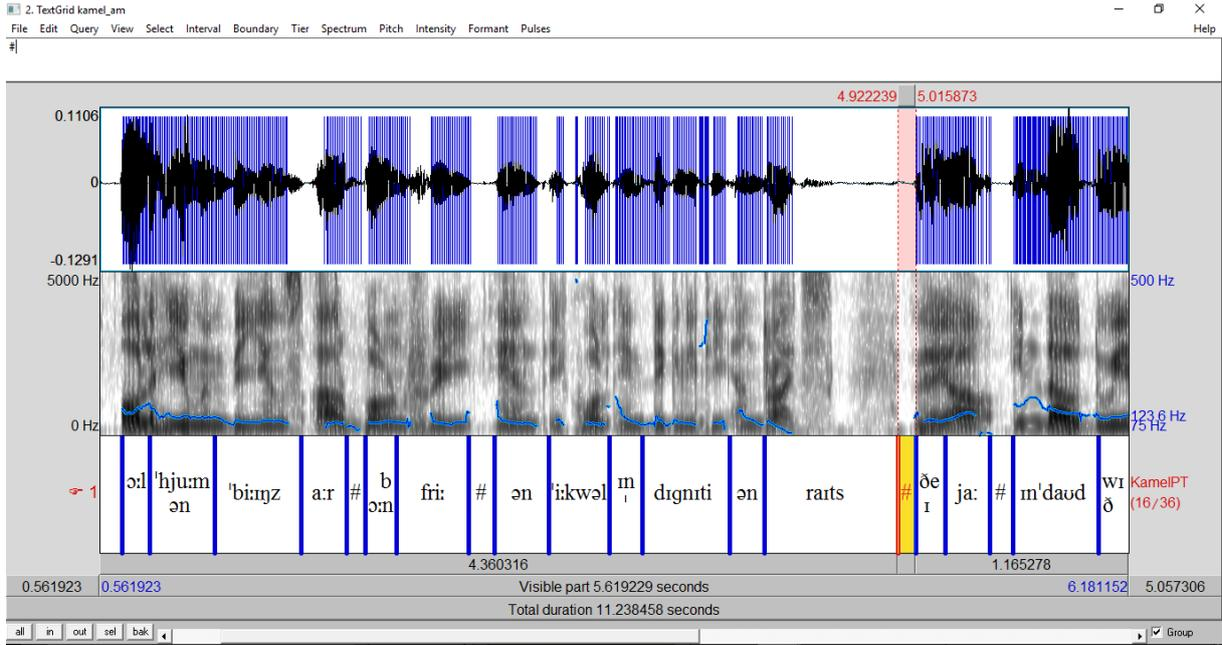 2. TextGrid kamel_am
File Edit Query View Select Interval Boundary Tier Spectrum Pitch Intensity Formant Pulses Help
#
4.922239 5.015873
0.1106
0
-0.1291
5000 Hz 500 Hz
123.6 Hz
0 Hz 75 Hz
ɔːl ˈhjuːm ən ˈbiːɪŋz aːr # b ɔːn friː # ən ˈiːkwəl ɪn ˈ dɪɡnɪti ən raɪts # ðe ɪ jaː # ɪnˈdaʊd wɪ ð
☞ 1 KamelPT
(16/36)
4.360316 1.165278
0.561923 0.561923 Visible part 5.619229 seconds 6.181152 5.057306
Total duration 11.238458 seconds
all in out sel bak Group